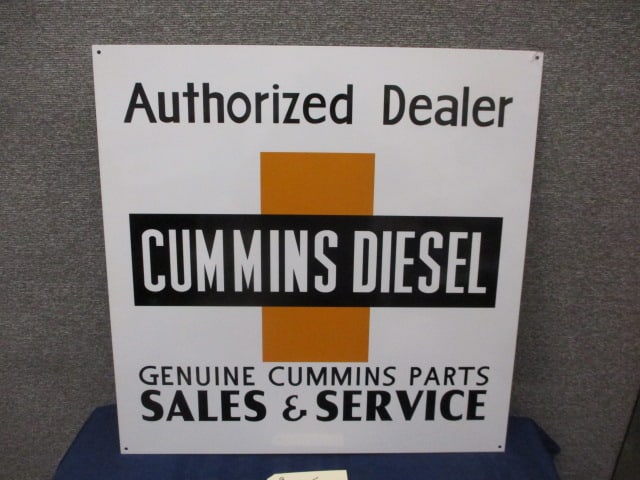 Authorized Dealer
CUMMINS DIESEL
GENUINE CUMMINS PARTS
SALES & SERVICE